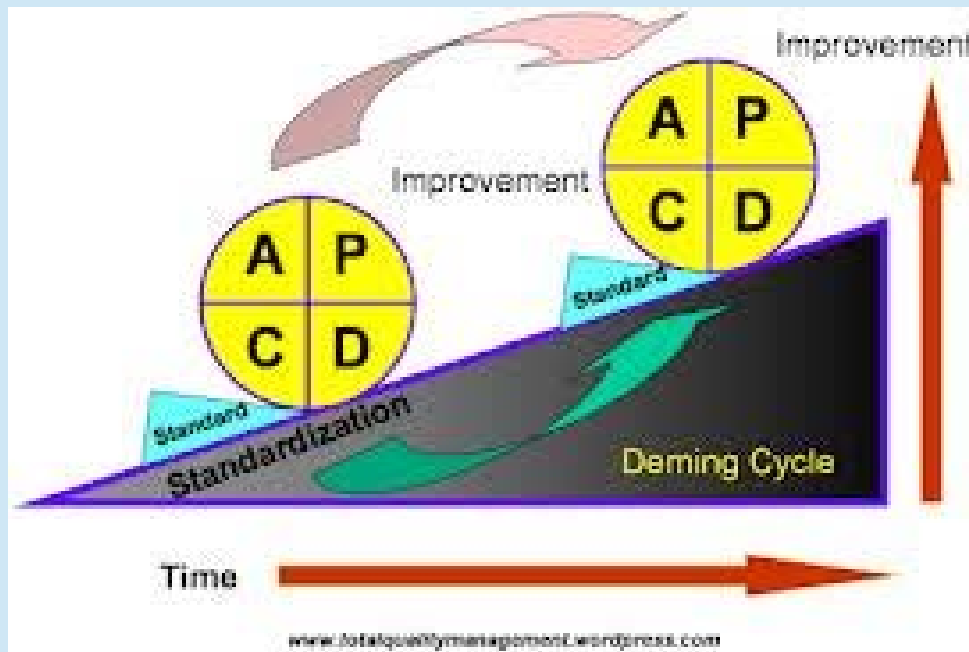 Improvement
A P
C D
Improvement
A P
C D
Standard
Standard
Standardization
Deming Cycle
Time
www.totalqualitymanagement.wordpress.com